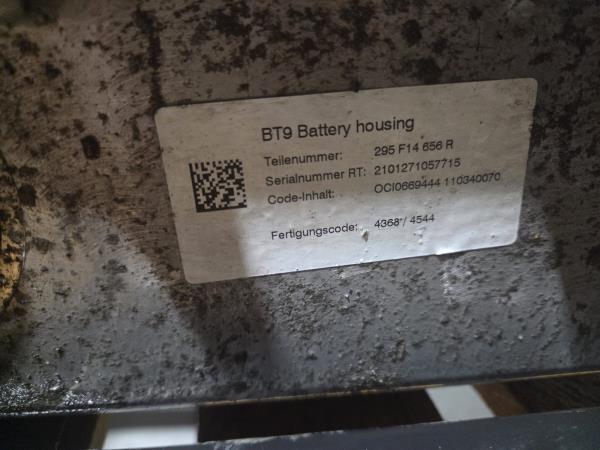 BT9 Battery housing
Teilenummer: 295 F14 656 R
Serialnummer RT: 2101271057715
Code-Inhalt: OCI0669444 110340070
Fertigungscode: 4368 / 4544